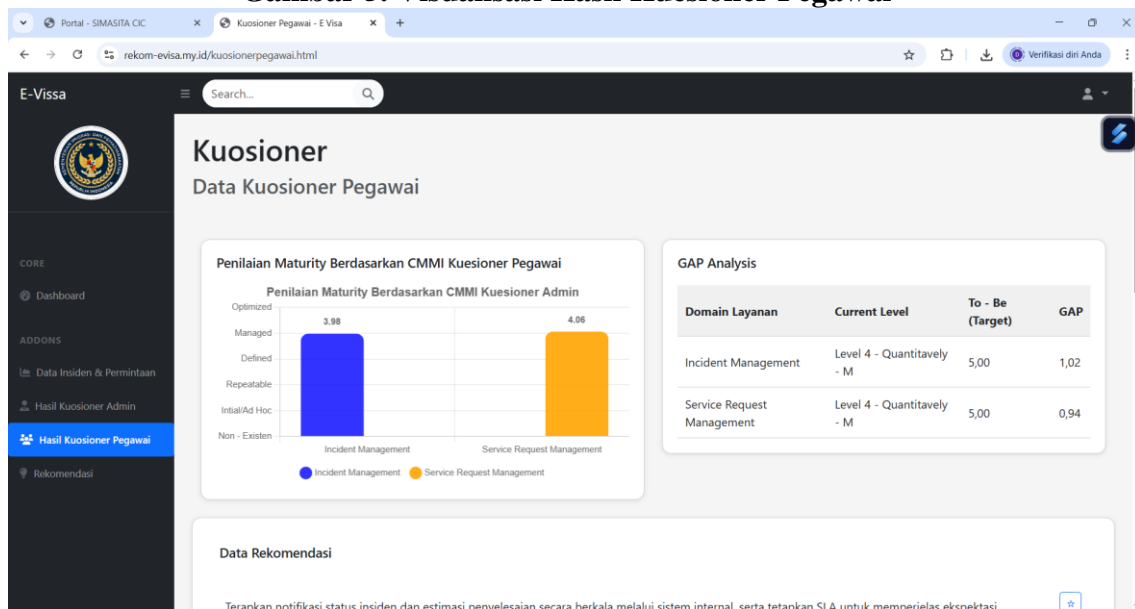 Gambar 5. Visualisasi Hasil Kuesioner Pegawai
Portal - SIMASITA CIC
Kuosioner Pegawai - E Visa
rekom-evisa.my.id/kuosionerpegawai.html
Verifikasi diri Anda
E-Vissa
Search...
Kuosioner
Data Kuosioner Pegawai
CORE
Dashboard
ADDONS
Data Insiden & Permintaan
Hasil Kuosioner Admin
Hasil Kuosioner Pegawai
Rekomendasi
Penilaian Maturity Berdasarkan CMMI Kuesioner Pegawai
Penilaian Maturity Berdasarkan CMMI Kuesioner Admin
Optimized
Managed
Defined
Repeatable
Intial/Ad Hoc
Non - Existen
3.98
4.06
Incident Management Service Request Management
Incident Management Service Request Management
GAP Analysis
Domain Layanan Current Level To - Be (Target) GAP
Incident Management Level 4 - Quantitavely - M 5,00 1,02
Service Request Management Level 4 - Quantitavely - M 5,00 0,94
Data Rekomendasi
Terapkan notifikasi status insiden dan estimasi penyelesaian secara berkala melalui sistem internal, serta tetapkan SLA untuk memperjelas ekspektasi